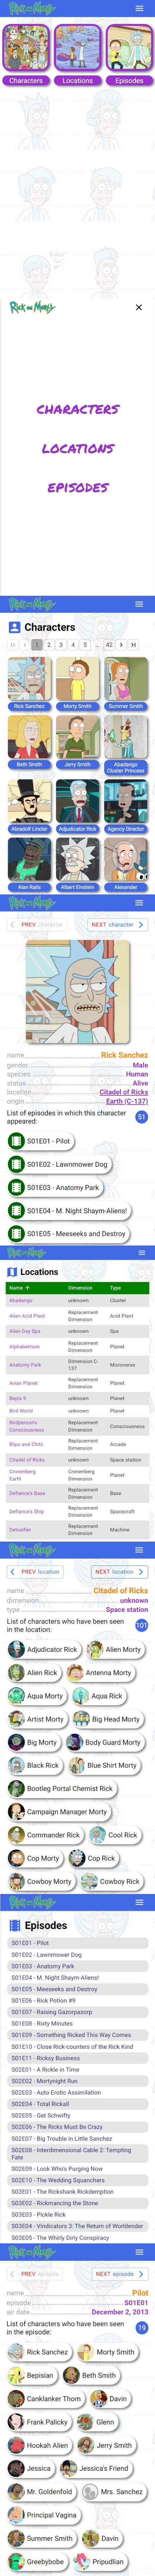 Rick and Morty
Characters
Locations
Episodes
Rick and Morty
CHARACTERS
LOCATIONS
EPISODES
Rick and Morty
Characters
1 2 3 4 5 … 42
Rick Sanchez
Morty Smith
Summer Smith
Beth Smith
Jerry Smith
Abadango
Cluster Princess
Abradolf Lincler
Adjudicator Rick
Agency Director
Alan Rails
Albert Einstein
Alexander
Rick and Morty
PREV character
NEXT character
name Rick Sanchez
gender Male
species Human
status Alive
location Citadel of Ricks
origin Earth (C-137)
List of episodes in which this character
appeared:
51
S01E01 - Pilot
S01E02 - Lawnmower Dog
S01E03 - Anatomy Park
S01E04 - M. Night Shaym-Aliens!
S01E05 - Meeseeks and Destroy
Rick and Morty
Locations
Name Dimension Type
Abadango unknown Cluster
Alien Acid Plant Replacement Dimension Acid Plant
Alien Day Spa unknown Spa
Alphabetrium Replacement Dimension Planet
Anatomy Park Dimension C-137 Microverse
Avian Planet Replacement Dimension Planet
Bepis 9 unknown Planet
Bird World unknown Planet
Birdperson's Consciousness Replacement Dimension Consciousness
Blips and Chitz Replacement Dimension Arcade
Citadel of Ricks unknown Space station
Cronenberg Earth Cronenberg Dimension Planet
Defiance's Base Replacement Dimension Base
Defiance's Ship Replacement Dimension Spacecraft
Detoxifier Replacement Dimension Machine
Rick and Morty
PREV location
NEXT location
name Citadel of Ricks
dimension unknown
type Space station
List of characters who have been seen
in the location:
101
Adjudicator Rick
Alien Morty
Alien Rick
Antenna Morty
Aqua Morty
Aqua Rick
Artist Morty
Big Head Morty
Big Morty
Body Guard Morty
Black Rick
Blue Shirt Morty
Bootleg Portal Chemist Rick
Campaign Manager Morty
Commander Rick
Cool Rick
Cop Morty
Cop Rick
Cowboy Morty
Cowboy Rick
Rick and Morty
Episodes
S01E01 - Pilot
S01E02 - Lawnmower Dog
S01E03 - Anatomy Park
S01E04 - M. Night Shaym-Aliens!
S01E05 - Meeseeks and Destroy
S01E06 - Rick Potion #9
S01E07 - Raising Gazorpazorp
S01E08 - Rixty Minutes
S01E09 - Something Ricked This Way Comes
S01E10 - Close Rick-counters of the Rick Kind
S01E11 - Ricksy Business
S02E01 - A Rickle in Time
S02E02 - Mortynight Run
S02E03 - Auto Erotic Assimilation
S02E04 - Total Rickall
S02E05 - Get Schwifty
S02E06 - The Ricks Must Be Crazy
S02E07 - Big Trouble in Little Sanchez
S02E08 - Interdimensional Cable 2: Tempting
Fate
S02E09 - Look Who's Purging Now
S02E10 - The Wedding Squanchers
S03E01 - The Rickshank Rickdemption
S03E02 - Rickmancing the Stone
S03E03 - Pickle Rick
S03E04 - Vindicators 3: The Return of Worldender
S03E05 - The Whirly Dirly Conspiracy
Rick and Morty
PREV episode
NEXT episode
name Pilot
episode S01E01
air date December 2, 2013
List of characters who have been seen
in the episode:
19
Rick Sanchez
Morty Smith
Bepisian
Beth Smith
Canklanker Thom
Davin
Frank Palicky
Glenn
Hookah Alien
Jerry Smith
Jessica
Jessica's Friend
Mr. Goldenfold
Mrs. Sanchez
Principal Vagina
Summer Smith
Davin
Greebybobe
Pripudlian